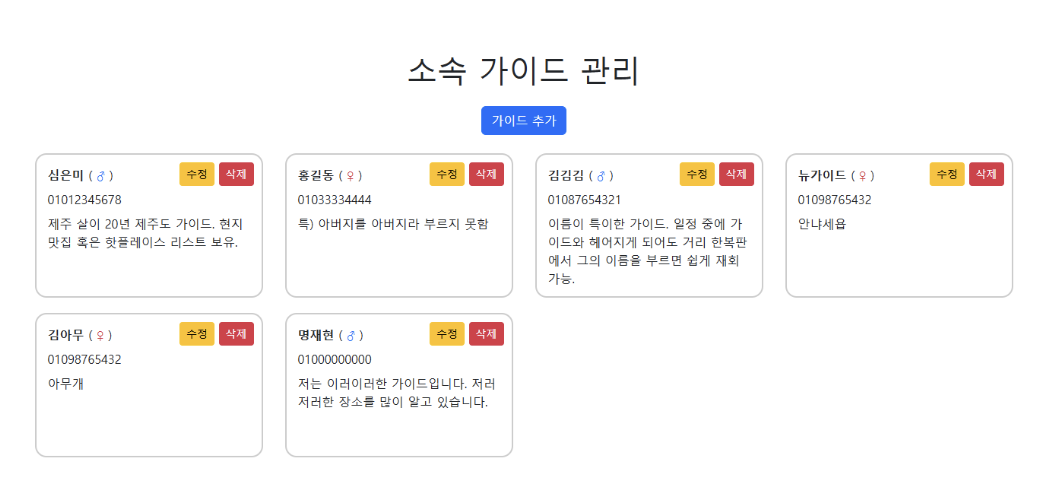 소속 가이드 관리
가이드 추가
심은미 ( ♂ )
수정
삭제
01012345678
제주 살이 20년 제주도 가이드, 현지
맛집 혹은 핫플레이스 리스트 보유.
홍길동 ( ♀ )
수정
삭제
01033334444
특) 아버지를 아버지라 부르지 못함
김김김 ( ♂ )
수정
삭제
01087654321
이름이 특이한 가이드, 일정 중에 가
이드와 헤어지게 되어도 거리 한복판
에서 그의 이름을 부르면 쉽게 재회
가능.
뉴가이드 ( ♀ )
수정
삭제
01098765432
안냐세욥
김아무 ( ♀ )
수정
삭제
01098765432
아무개
명재현 ( ♂ )
수정
삭제
01000000000
저는 이러이러한 가이드입니다. 저러
저러한 장소를 많이 알고 있습니다.